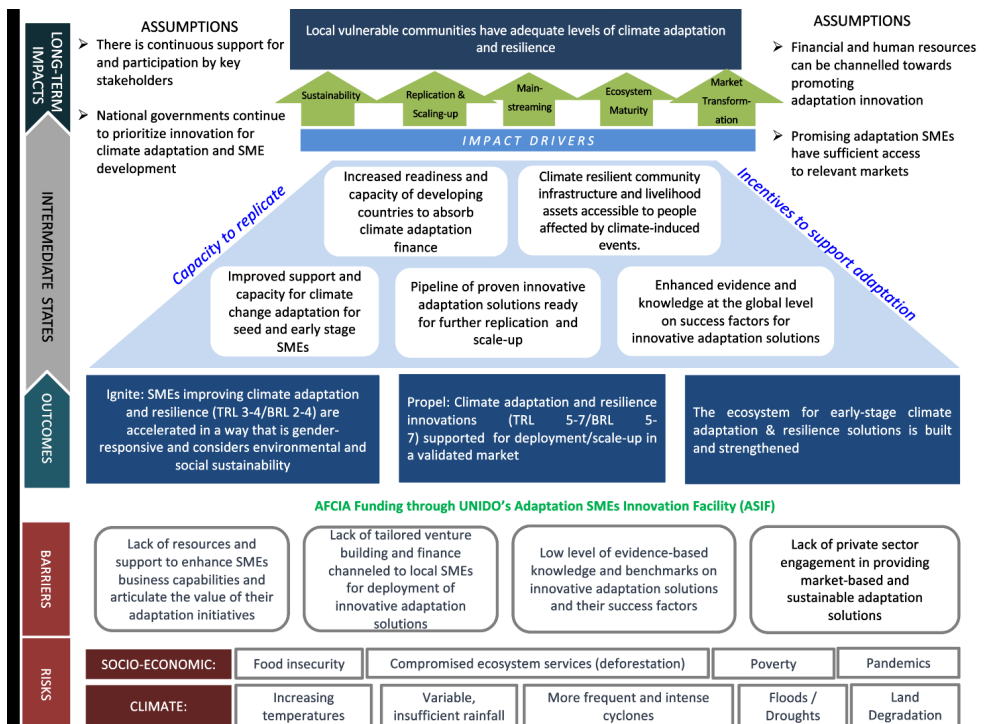 ASSUMPTIONS
There is continuous support for
and participation by key
stakeholders
National governments continue
to prioritize innovation for
climate adaptation and SME
development
Local vulnerable communities have adequate levels of climate adaptation
and resilience
ASSUMPTIONS
Financial and human resources
can be channelled towards
promoting
adaptation innovation
Promising adaptation SMEs
have sufficient access
to relevant markets
LONG-TERM
IMPACTS
Sustainability
Replication &
Scaling-up
Main-
streaming
Ecosystem
Maturity
Market
Transform-
ation
IMPACT DRIVERS
INTERMEDIATE STATES
Capacity to replicate
Increased readiness and
capacity of developing
countries to absorb
climate adaptation
finance
Climate resilient community
infrastructure and livelihood
assets accessible to people
affected by climate-induced
events.
Incentives to support adaptation
Improved support and
capacity for climate
change adaptation for
seed and early stage
SMEs
Pipeline of proven innovative
adaptation solutions ready
for further replication and
scale-up
Enhanced evidence and
knowledge at the global level
on success factors for
innovative adaptation solutions
OUTCOMES
Ignite: SMEs improving climate adaptation
and resilience (TRL 3-4/BRL 2-4) are
accelerated in a way that is gender-
responsive and considers environmental and
social sustainability
Propel: Climate adaptation and resilience
innovations (TRL 5-7/BRL 5-
7) supported for deployment/scale-up in
a validated market
The ecosystem for early-stage climate
adaptation & resilience solutions is built
and strengthened
AFCIA Funding through UNIDO's Adaptation SMEs Innovation Facility (ASIF)
BARRIERS
Lack of resources and
support to enhance SMEs
business capabilities and
articulate the value of their
adaptation initiatives
Lack of tailored venture
building and finance
channeled to local SMEs
for deployment of
innovative adaptation
solutions
Low level of evidence-based
knowledge and benchmarks on
innovative adaptation solutions
and their success factors
Lack of private sector
engagement in providing
market-based and
sustainable adaptation
solutions
RISKS
SOCIO-ECONOMIC:
Food insecurity
Compromised ecosystem services (deforestation)
Poverty
Pandemics
CLIMATE:
Increasing
temperatures
Variable,
insufficient rainfall
More frequent and intense
cyclones
Floods /
Droughts
Land
Degradation